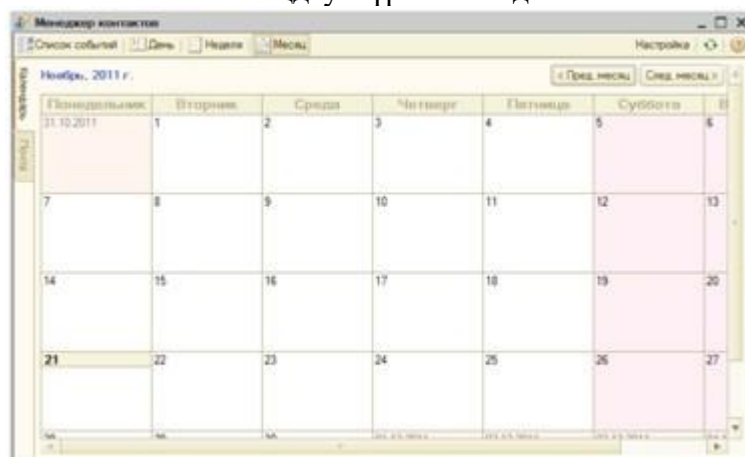 Менеджер контактов
Список событий День Неделя Месяц Настройка
Ноябрь, 2011 г. < Пред. месяц След. месяц >
Календарь
Понедельник Вторник Среда Четверг Пятница Суббота В
31.10.2011 1 2 3 4 5 6
7 8 9 10 11 12 13
14 15 16 17 18 19 20
21 22 23 24 25 26 27